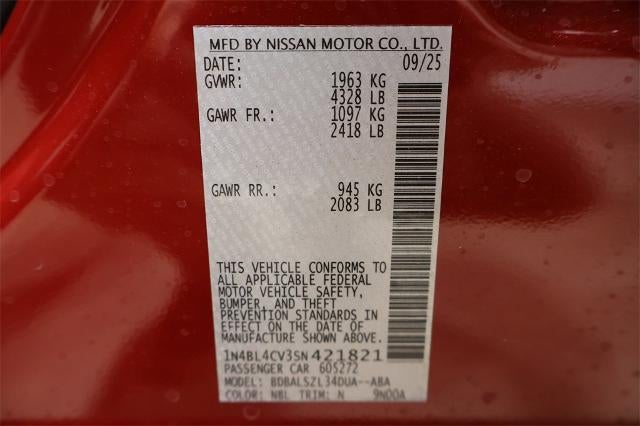 MFD BY NISSAN MOTOR CO., LTD.
DATE: 09/25
GVWR: 1963 KG
4328 LB
GAWR FR.: 1097 KG
2418 LB
GAWR RR.: 945 KG
2083 LB
THIS VEHICLE CONFORMS TO
ALL APPLICABLE FEDERAL
MOTOR VEHICLE SAFETY,
BUMPER, AND THEFT
PREVENTION STANDARDS IN
EFFECT ON THE DATE OF
MANUFACTURE SHOWN ABOVE.
1N4BL4CV3SN421821
PASSENGER CAR 60S272
MODEL: BDBALSZL34DUA--ABA
COLOR: NBL TRIM: N 9N00A